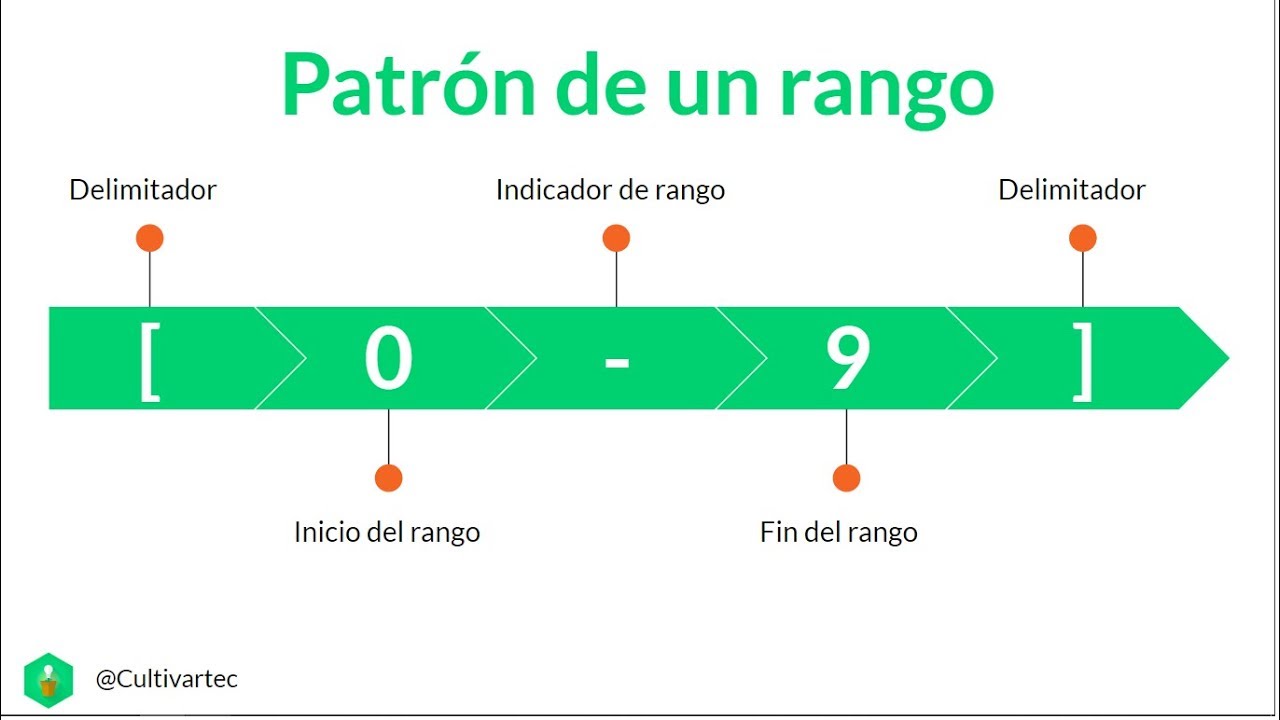 Patrón de un rango
Delimitador
Indicador de rango
Delimitador
[ 0 - 9 ]
Inicio del rango
Fin del rango
@Cultivartec